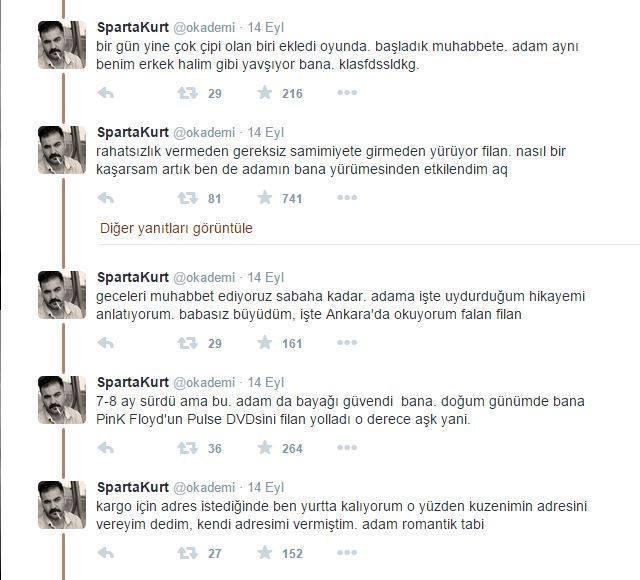 SpartaKurt @okademi · 14 Eyl
bir gün yine çok çipi olan biri ekledi oyunda. başladık muhabbete. adam aynı
benim erkek halim gibi yavşıyor bana. klasfdssldkg.
29 216
SpartaKurt @okademi · 14 Eyl
rahatsızlık vermeden gereksiz samimiyete girmeden yürüyor filan. nasıl bir
kaşarsam artık ben de adamın bana yürümesinden etkilendim aq
81 741
Diğer yanıtları görüntüle
SpartaKurt @okademi · 14 Eyl
geceleri muhabbet ediyoruz sabaha kadar. adama işte uydurduğum hikayemi
anlatıyorum. babasız büyüdüm, işte Ankara'da okuyorum falan filan
29 161
SpartaKurt @okademi · 14 Eyl
7-8 ay sürdü ama bu. adam da bayağı güvendi bana. doğum günümde bana
PinK Floyd'un Pulse DVDsini filan yolladı o derece aşk yani.
36 264
SpartaKurt @okademi · 14 Eyl
kargo için adres istediğinde ben yurtta kalıyorum o yüzden kuzenimin adresini
vereyim dedim, kendi adresimi vermiştim. adam romantik tabi
27 152